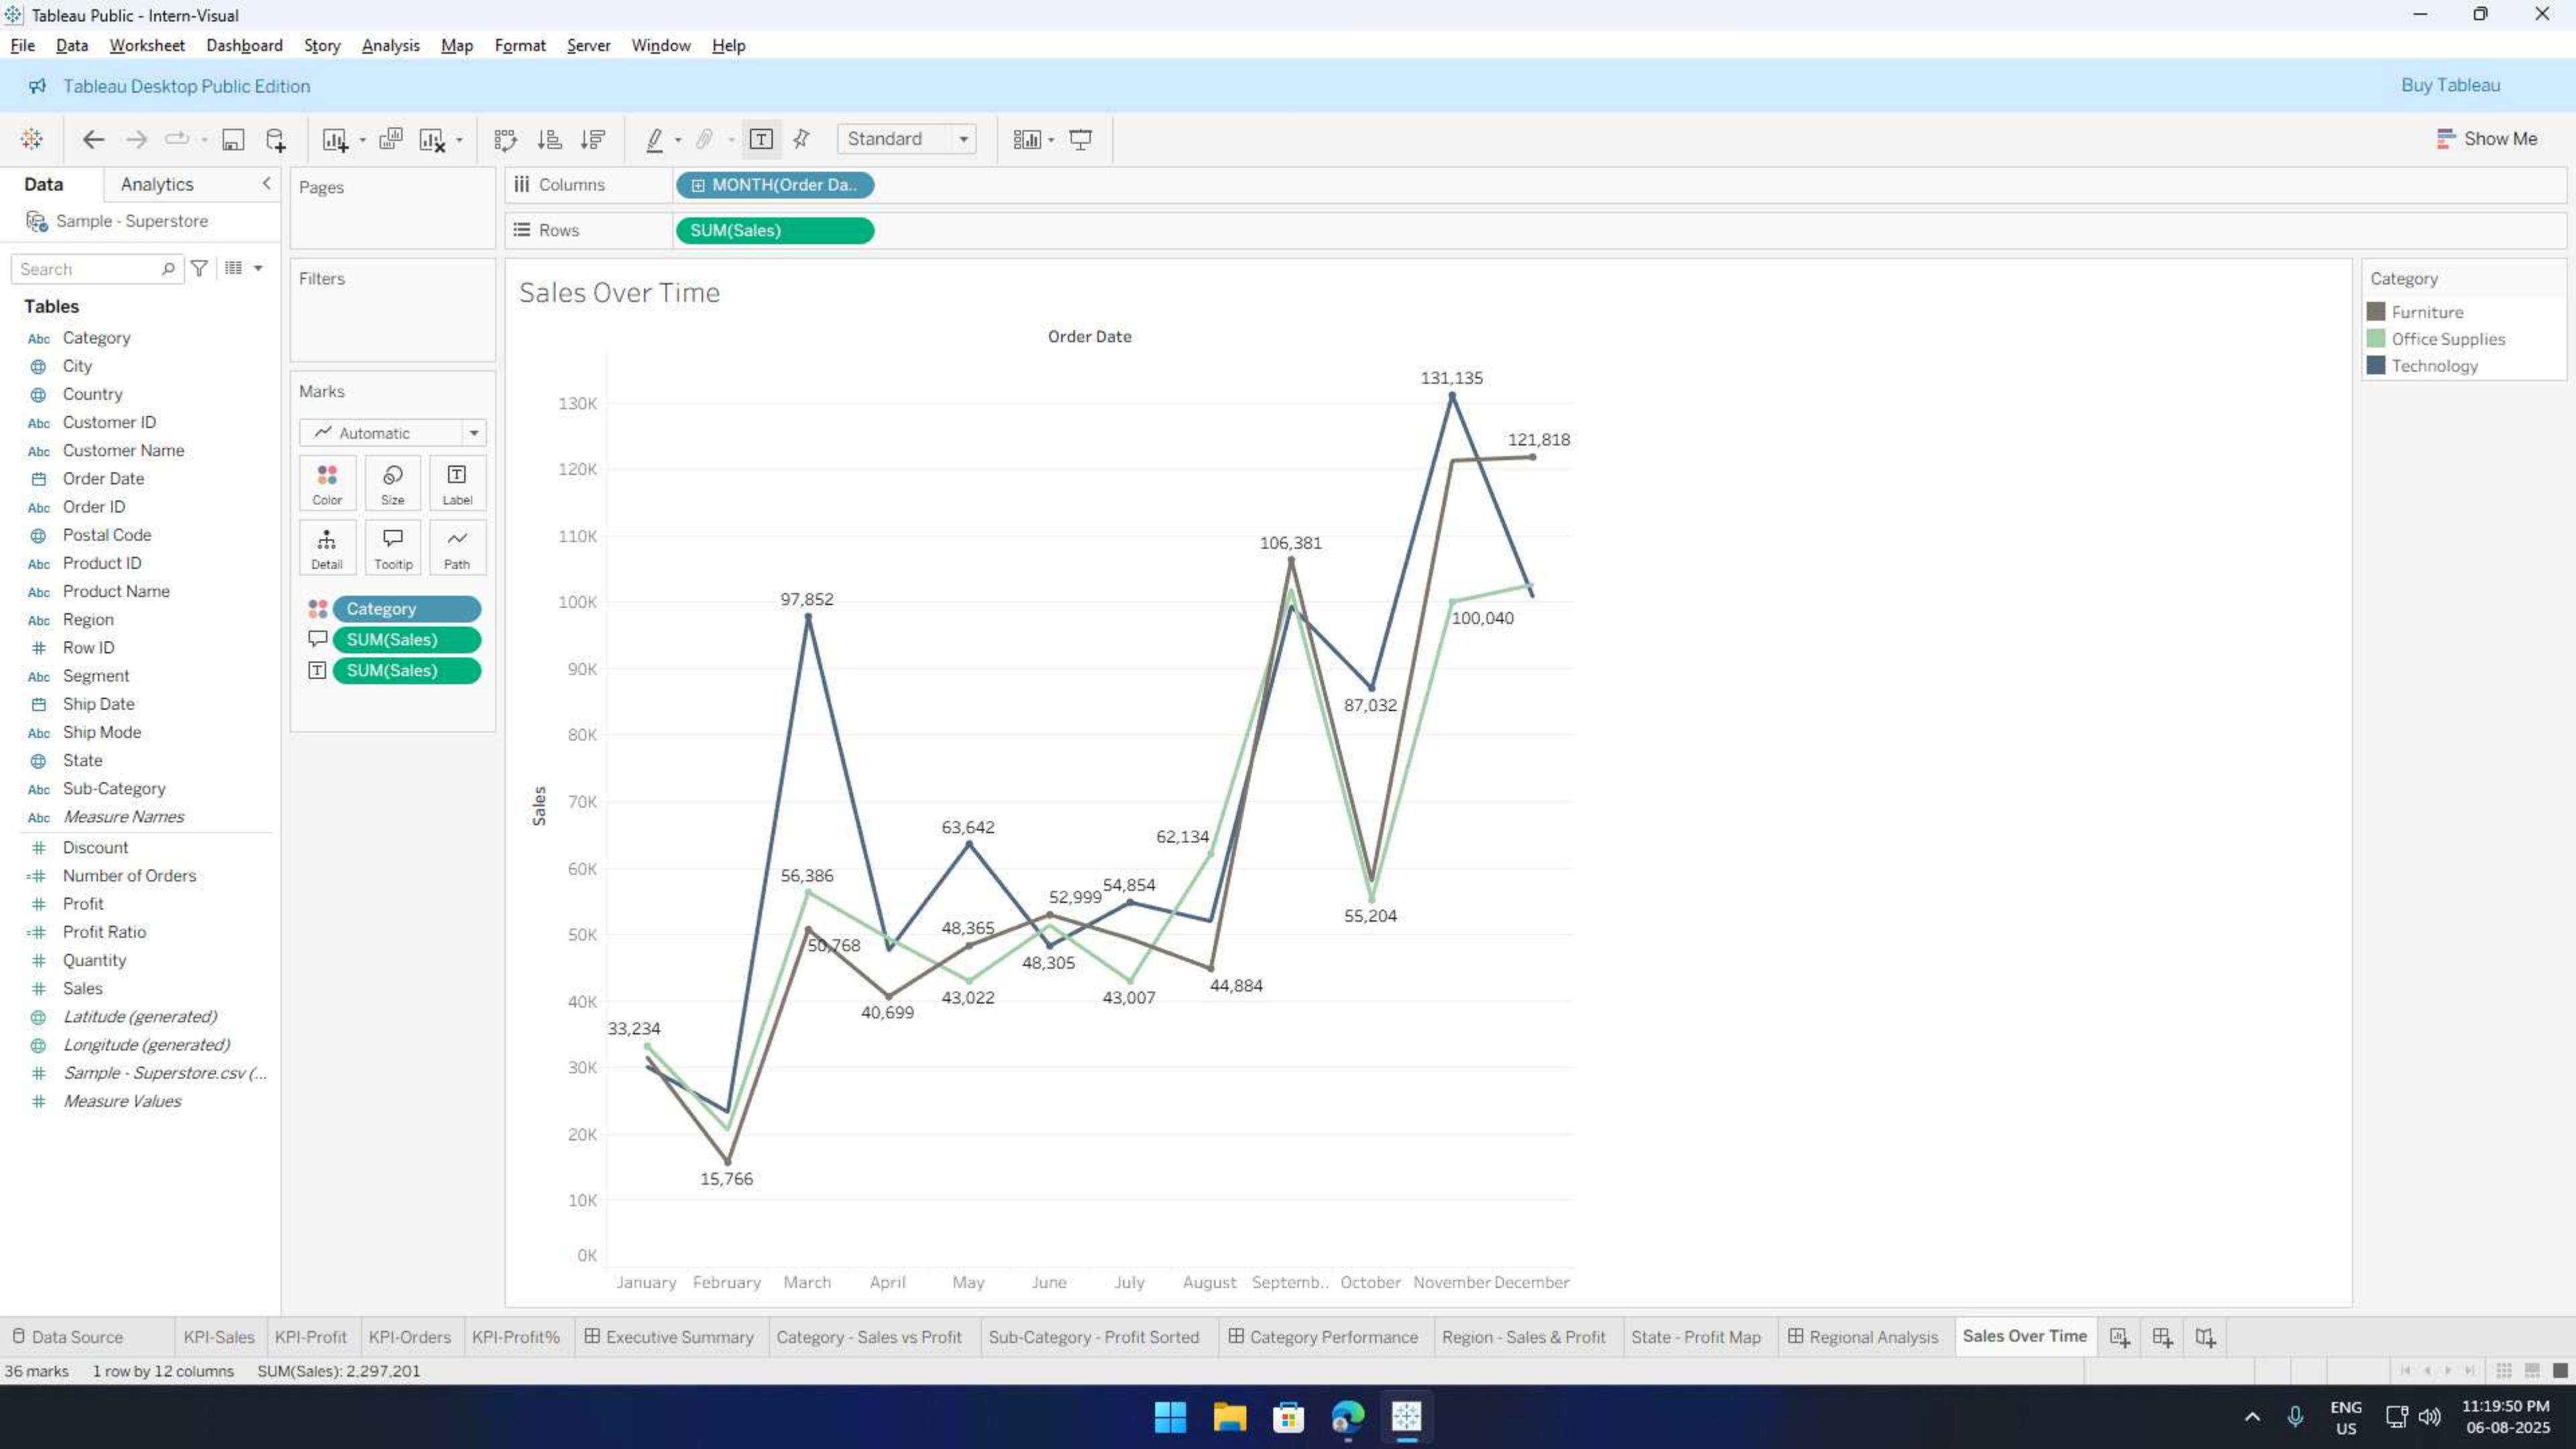 Tableau Public - Intern-Visual
File Data Worksheet Dashboard Story Analysis Map Format Server Window Help
Tableau Desktop Public Edition
Buy Tableau
Standard
Show Me
Data Analytics
Sample - Superstore
Search
Tables
Abc Category
City
Country
Abc Customer ID
Abc Customer Name
Order Date
Abc Order ID
Postal Code
Abc Product ID
Abc Product Name
Abc Region
# Row ID
Abc Segment
Ship Date
Abc Ship Mode
State
Abc Sub-Category
Abc Measure Names
# Discount
=# Number of Orders
# Profit
=# Profit Ratio
# Quantity
# Sales
Latitude (generated)
Longitude (generated)
# Sample - Superstore.csv (...
# Measure Values
Pages
Filters
Marks
Automatic
Color Size Label
Detail Tooltip Path
Category
SUM(Sales)
T SUM(Sales)
Columns MONTH(Order Da..
Rows SUM(Sales)
Sales Over Time
Order Date
Sales
130K
120K
110K
100K
90K
80K
70K
60K
50K
40K
30K
20K
10K
0K
131,135
121,818
106,381
97,852
100,040
87,032
63,642
62,134
56,386
52,999
54,854
48,365
50,768
55,204
48,305
44,884
43,022
43,007
40,699
33,234
15,766
January February March April May June July August Septemb.. October November December
Category
Furniture
Office Supplies
Technology
Data Source KPI-Sales KPI-Profit KPI-Orders KPI-Profit% Executive Summary Category - Sales vs Profit Sub-Category - Profit Sorted Category Performance Region - Sales & Profit State - Profit Map Regional Analysis Sales Over Time
36 marks 1 row by 12 columns SUM(Sales): 2,297,201
ENG
US
11:19:50 PM
06-08-2025